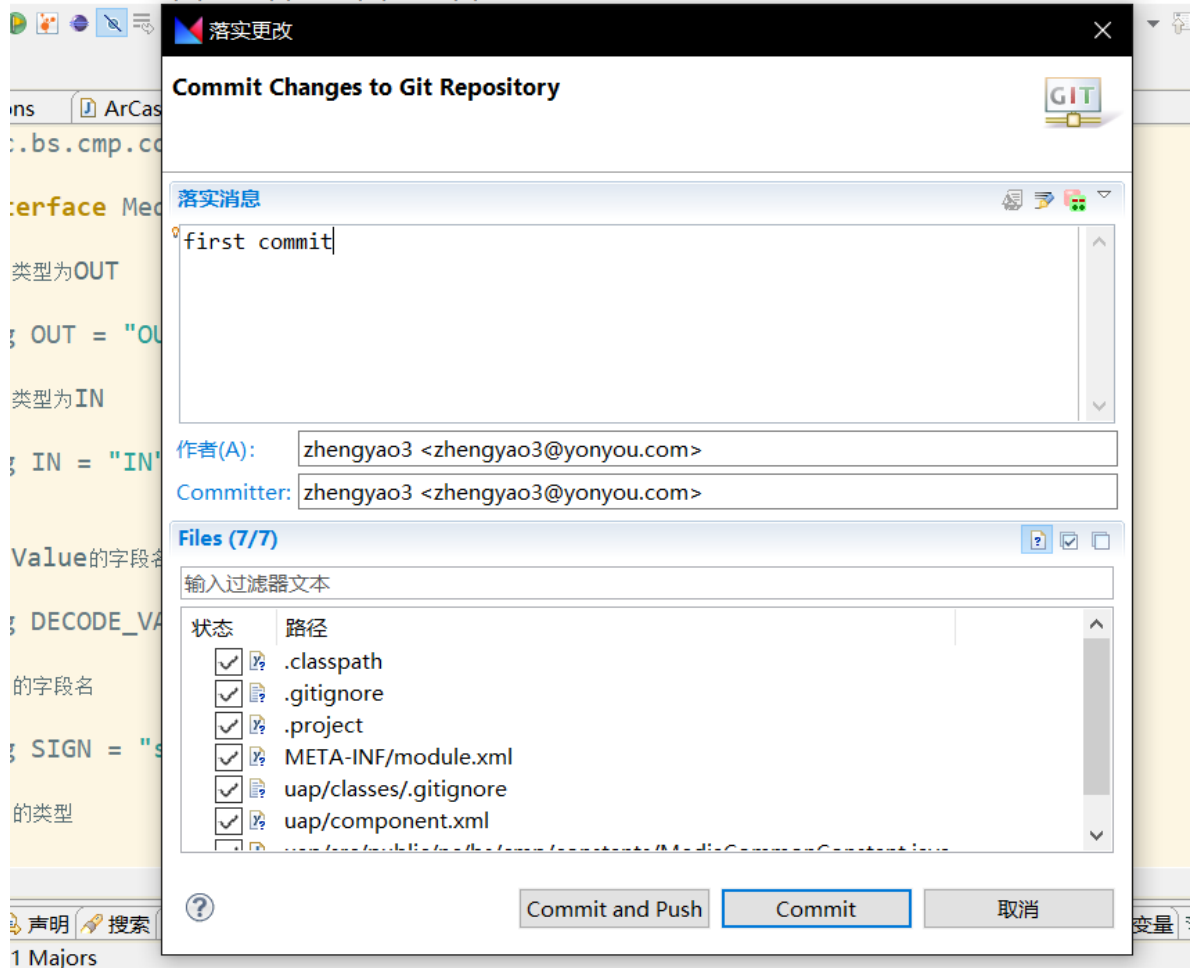 落实更改
Commit Changes to Git Repository
GIT
ons
ArCas
.bs.cmp.co
erface Med
落实消息
first commit
类型为OUT
g OUT = "OU
类型为IN
g IN = "IN"
作者(A):
zhengyao3 <zhengyao3@yonyou.com>
Committer:
zhengyao3 <zhengyao3@yonyou.com>
Files (7/7)
Value的字段名
输入过滤器文本
g DECODE_VA
状态
路径
.classpath
的字段名
.gitignore
.project
g SIGN = "s
META-INF/module.xml
uap/classes/.gitignore
的类型
uap/component.xml
Commit and Push
Commit
取消
声明
搜索
变量
1 Majors